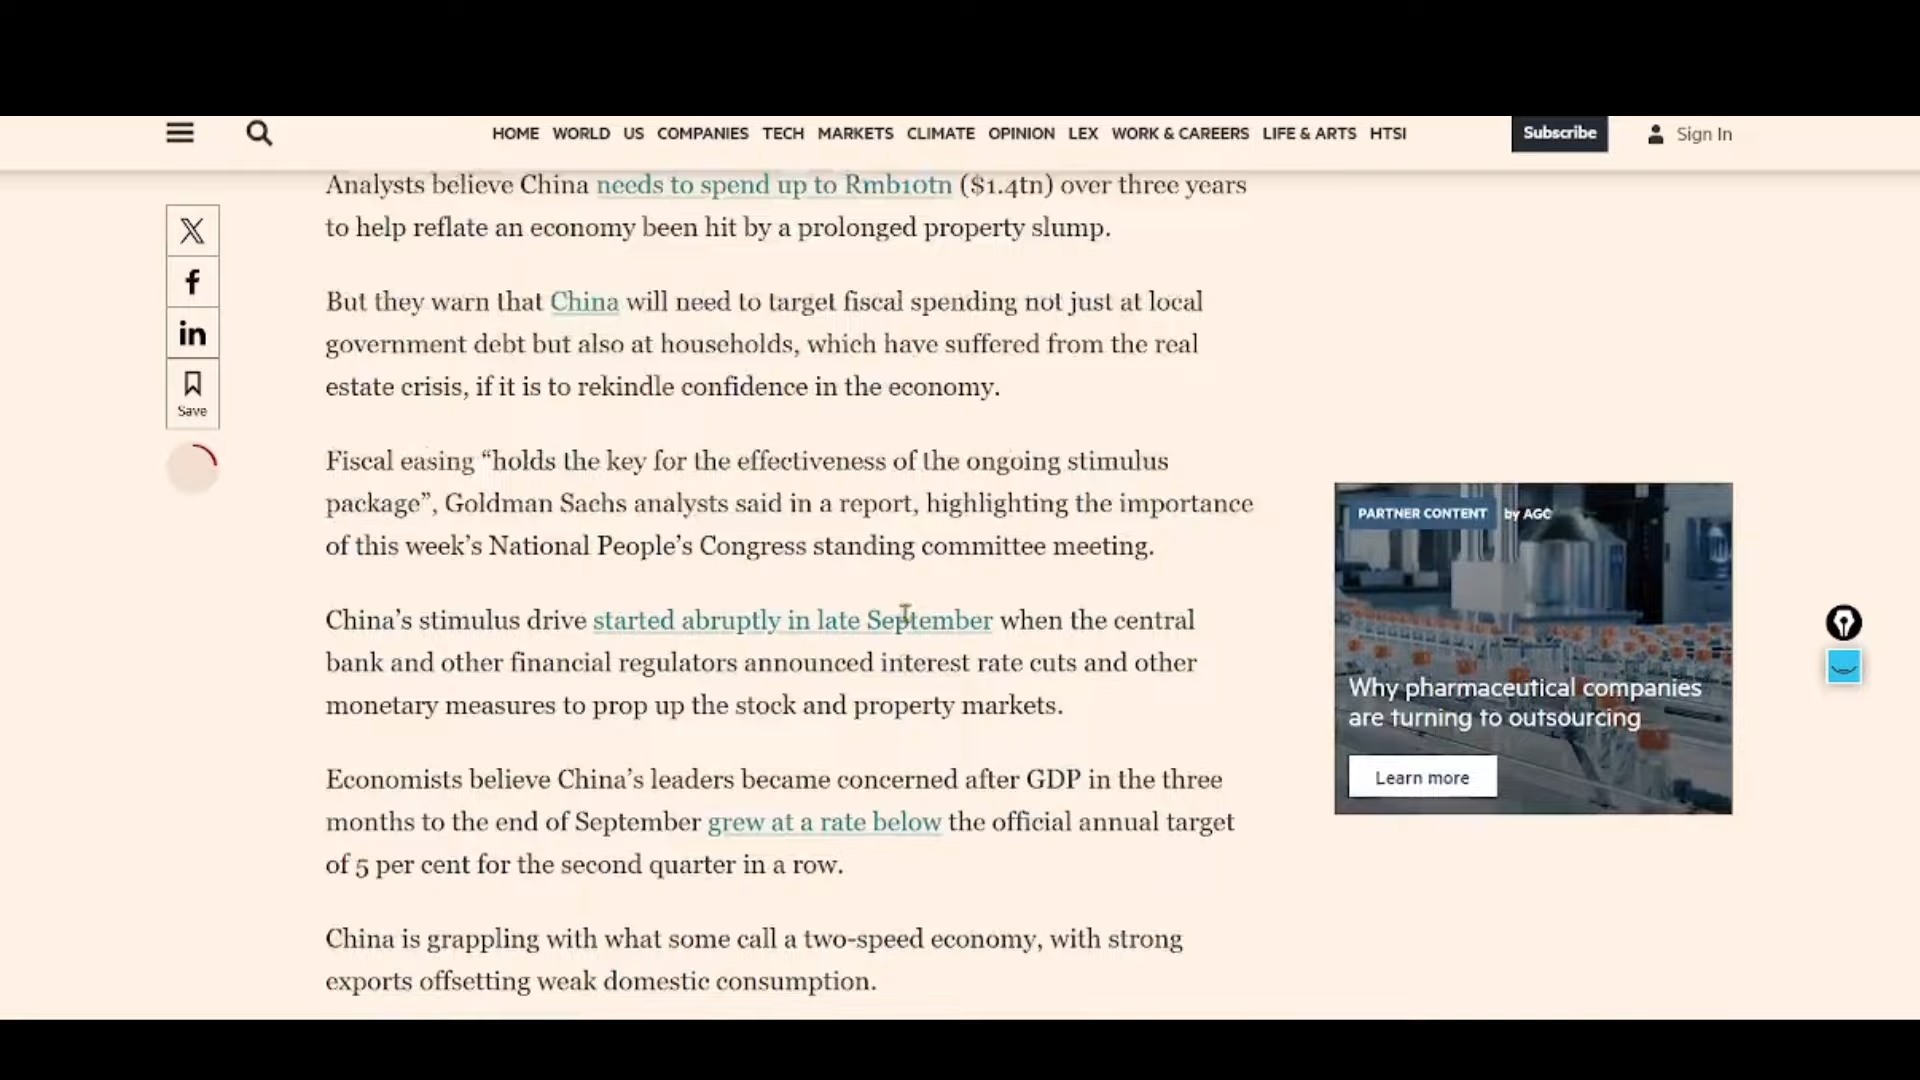 HOME WORLD US COMPANIES TECH MARKETS CLIMATE OPINION LEX WORK & CAREERS LIFE & ARTS HTSI Subscribe Sign In
Analysts believe China needs to spend up to Rmb10tn ($1.4tn) over three years
to help reflate an economy been hit by a prolonged property slump.
But they warn that China will need to target fiscal spending not just at local
government debt but also at households, which have suffered from the real
estate crisis, if it is to rekindle confidence in the economy.
Save
Fiscal easing “holds the key for the effectiveness of the ongoing stimulus
package”, Goldman Sachs analysts said in a report, highlighting the importance
of this week’s National People’s Congress standing committee meeting.
China’s stimulus drive started abruptly in late September when the central
bank and other financial regulators announced interest rate cuts and other
monetary measures to prop up the stock and property markets.
Economists believe China’s leaders became concerned after GDP in the three
months to the end of September grew at a rate below the official annual target
of 5 per cent for the second quarter in a row.
China is grappling with what some call a two-speed economy, with strong
exports offsetting weak domestic consumption.
PARTNER CONTENT by AGC
Why pharmaceutical companies
are turning to outsourcing
Learn more